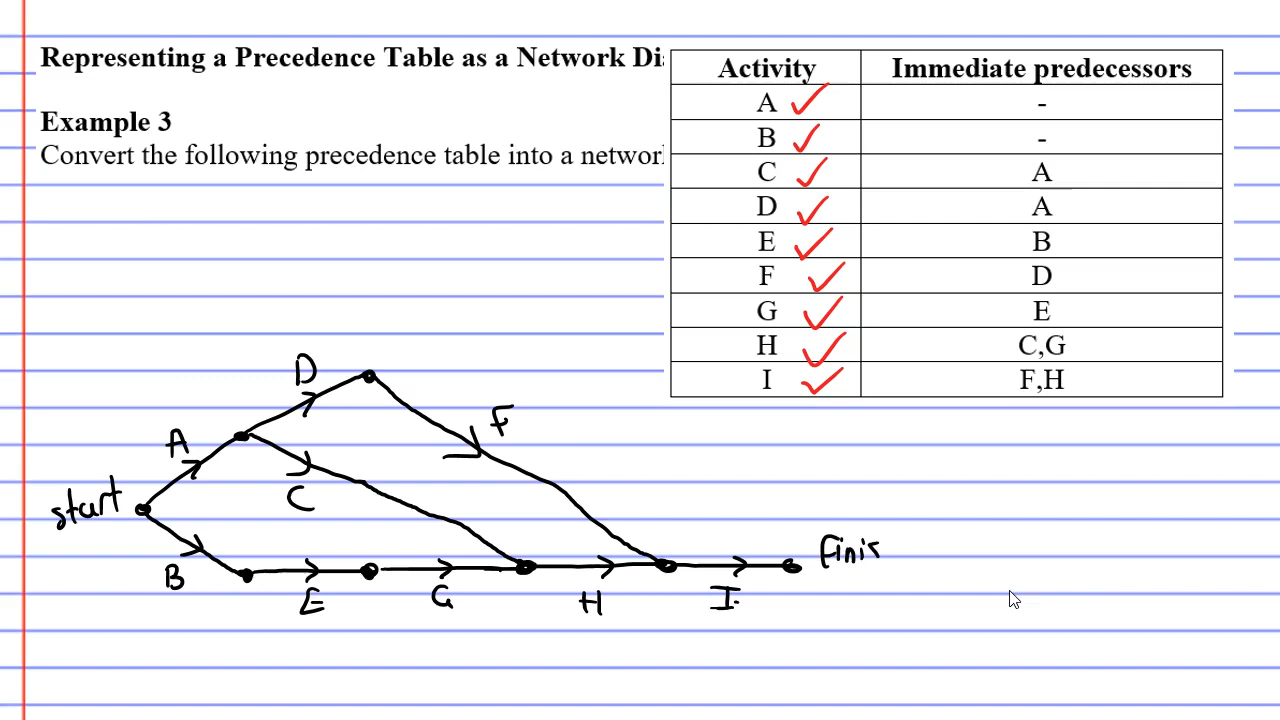 Representing a Precedence Table as a Network Dia
Example 3
Convert the following precedence table into a networ
Activity Immediate predecessors
A -
B -
C A
D A
E B
F D
G E
H C,G
I F,H
D
F
A
start
C
Finis
B
E
G
H
I